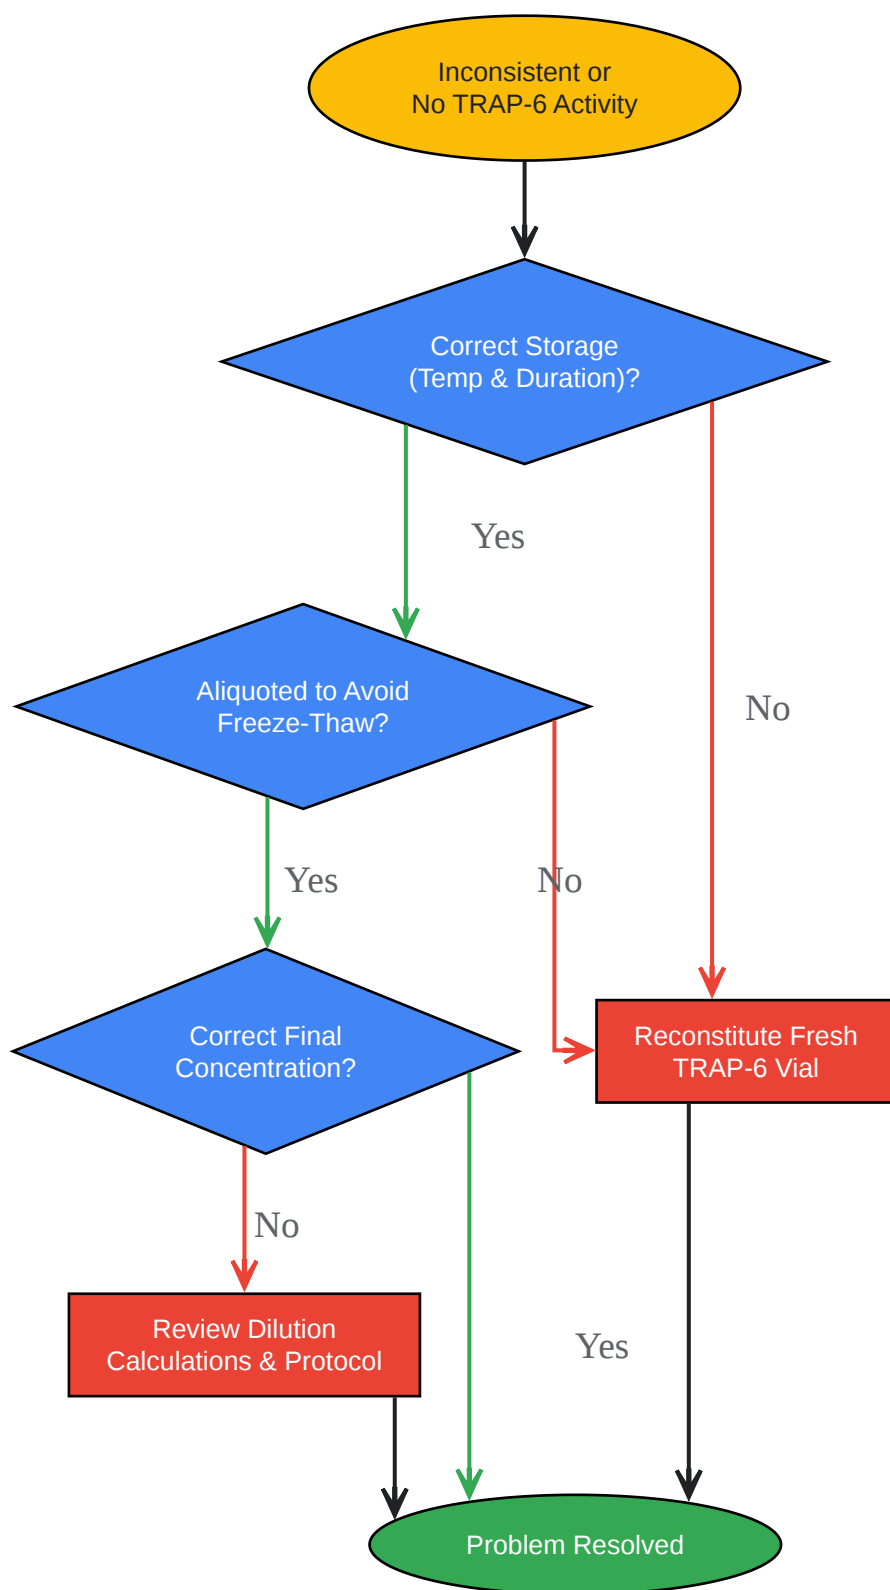 Inconsistent or
No TRAP-6 Activity
Correct Storage
(Temp & Duration)?
Yes
No
Aliquoted to Avoid
Freeze-Thaw?
Yes
No
Correct Final
Concentration?
Reconstitute Fresh
TRAP-6 Vial
No
Review Dilution
Calculations & Protocol
Yes
Problem Resolved